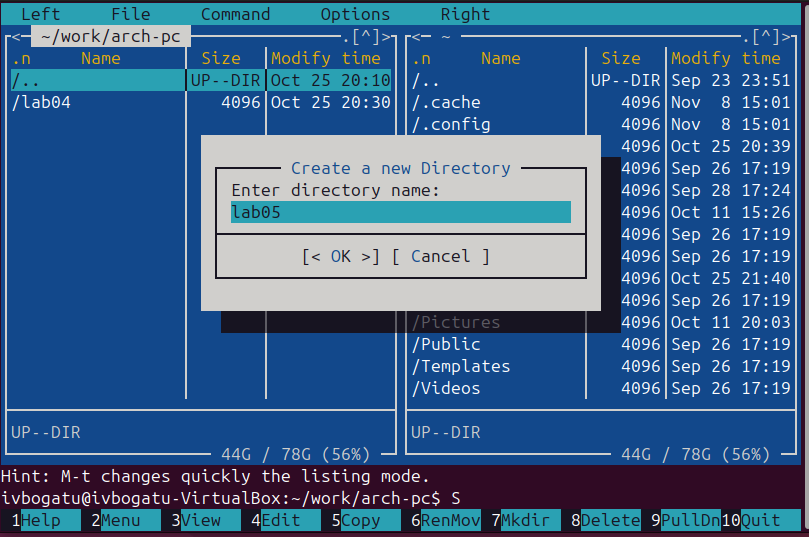 Left File Command Options Right
<─ ~/work/arch-pc ─.[^]> <─ ~ ─.[^]>
.n Name Size Modify time .n Name Size Modify time
/.. UP--DIR Oct 25 20:10 /.. UP--DIR Sep 23 23:51
/lab04 4096 Oct 25 20:30 /.cache 4096 Nov 8 15:01
/.config 4096 Nov 8 15:01
4096 Oct 25 20:39
Create a new Directory 4096 Sep 26 17:19
Enter directory name: 4096 Sep 28 17:24
lab05 4096 Oct 11 15:26
4096 Sep 26 17:19
[< OK >] [ Cancel ] 4096 Sep 26 17:19
4096 Oct 25 21:40
4096 Sep 26 17:19
/Pictures 4096 Oct 11 20:03
/Public 4096 Sep 26 17:19
/Templates 4096 Sep 26 17:19
/Videos 4096 Sep 26 17:19
UP--DIR UP--DIR
44G / 78G (56%) 44G / 78G (56%)
Hint: M-t changes quickly the listing mode.
ivbogatu@ivbogatu-VirtualBox:~/work/arch-pc$ S
1Help 2Menu 3View 4Edit 5Copy 6RenMov 7Mkdir 8Delete 9PullDn 10Quit